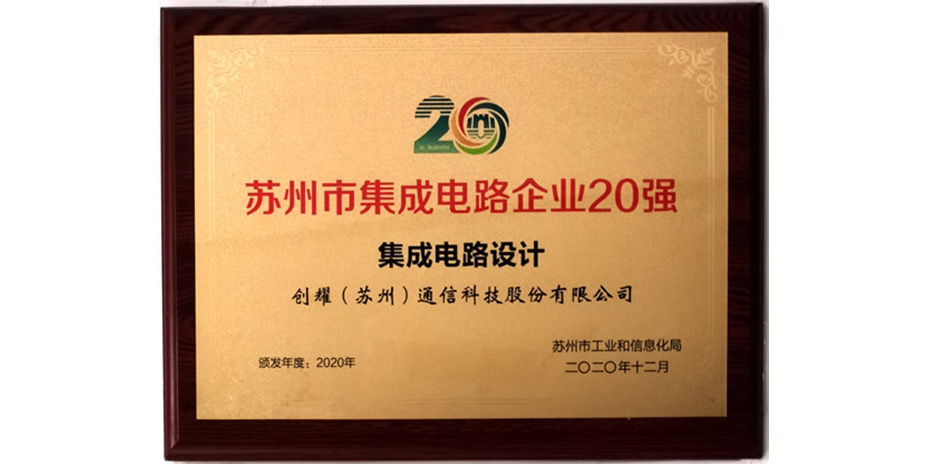 20
IC SUZHOU
苏州市集成电路企业20强
集成电路设计
创耀（苏州）通信科技股份有限公司
颁发年度：2020年
苏州市工业和信息化局
二〇二〇年十二月